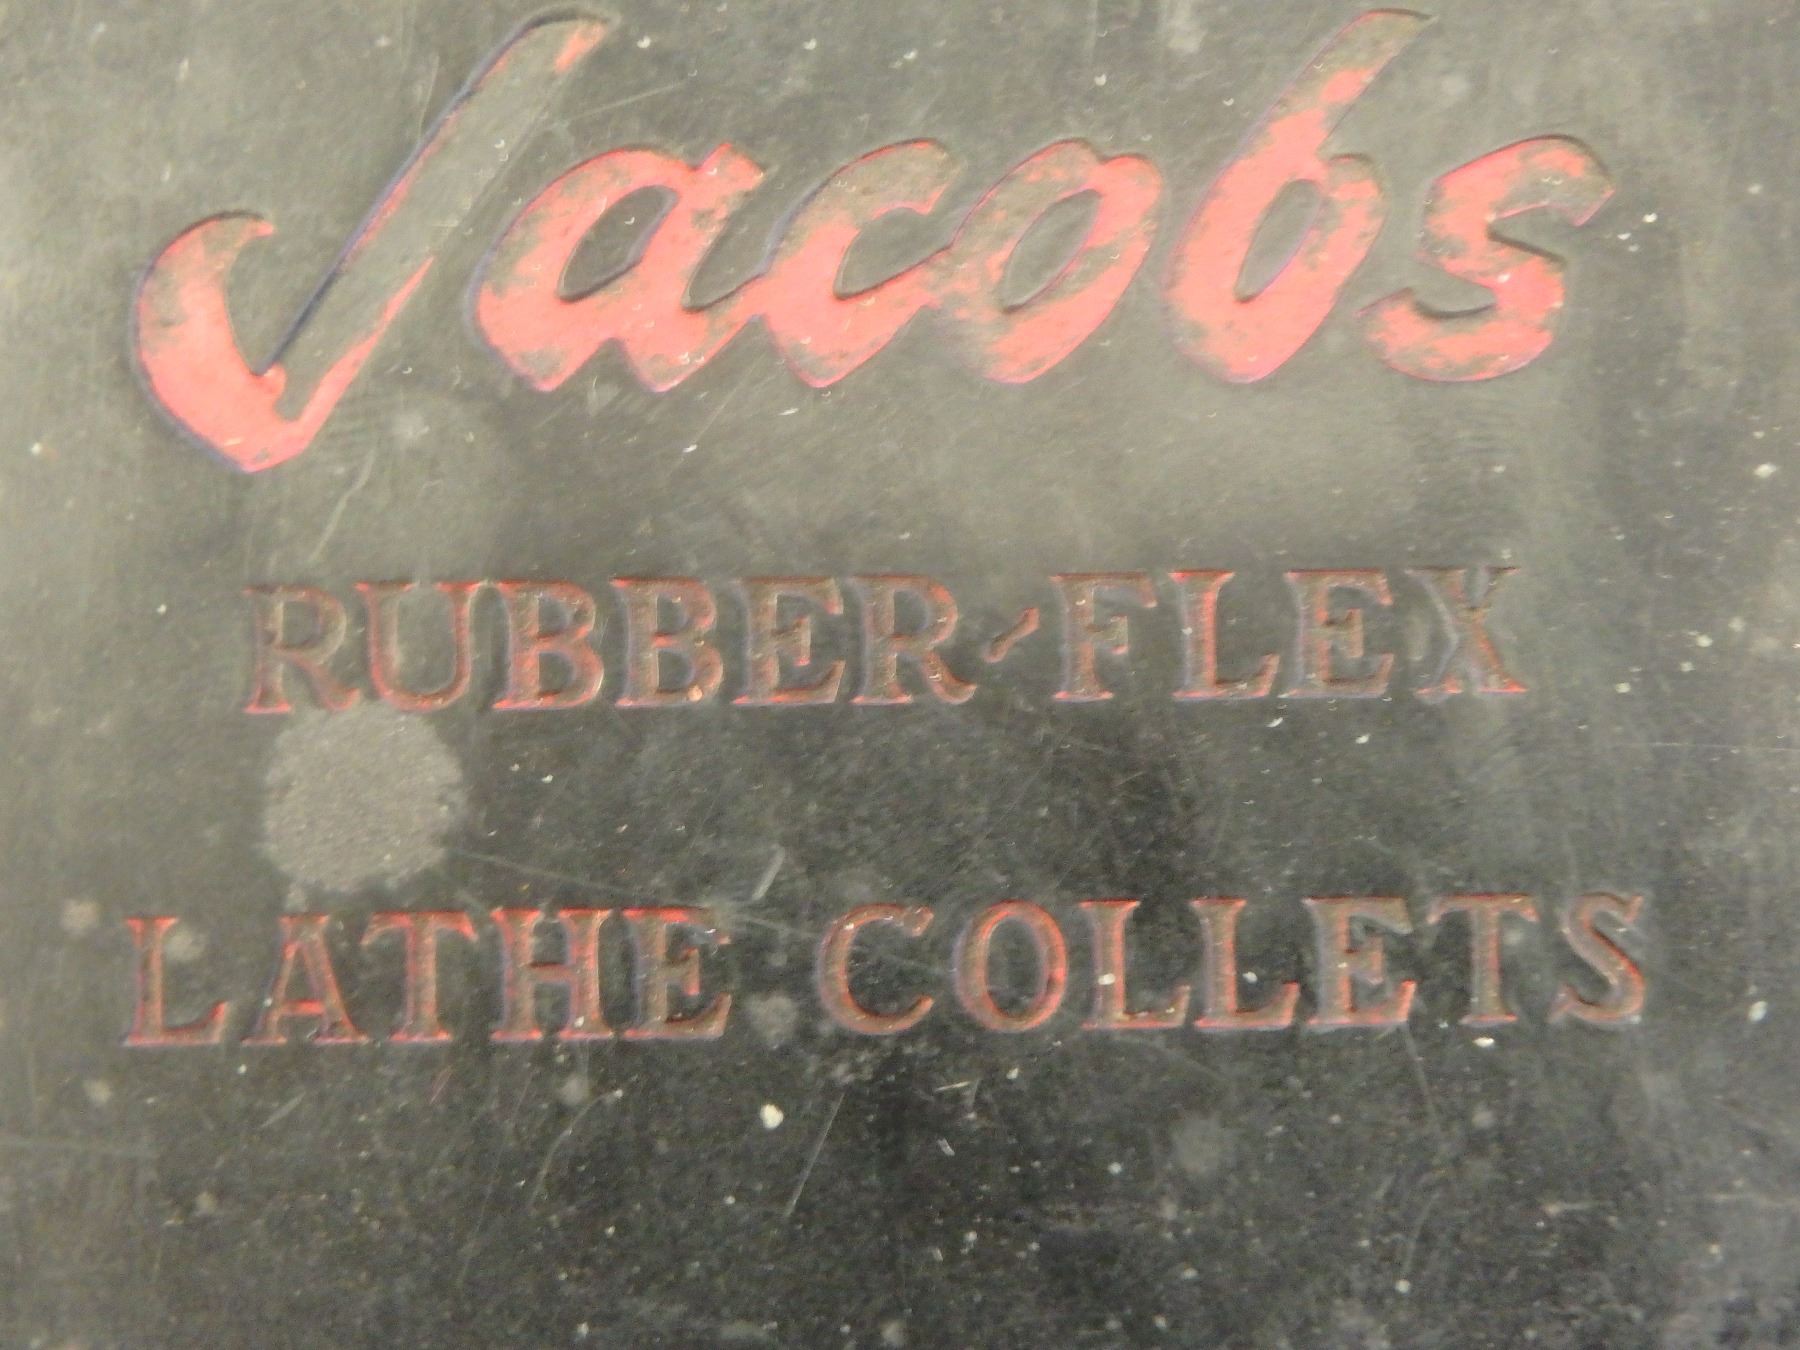 Jacobs
RUBBER-FLEX
LATHE COLLETS